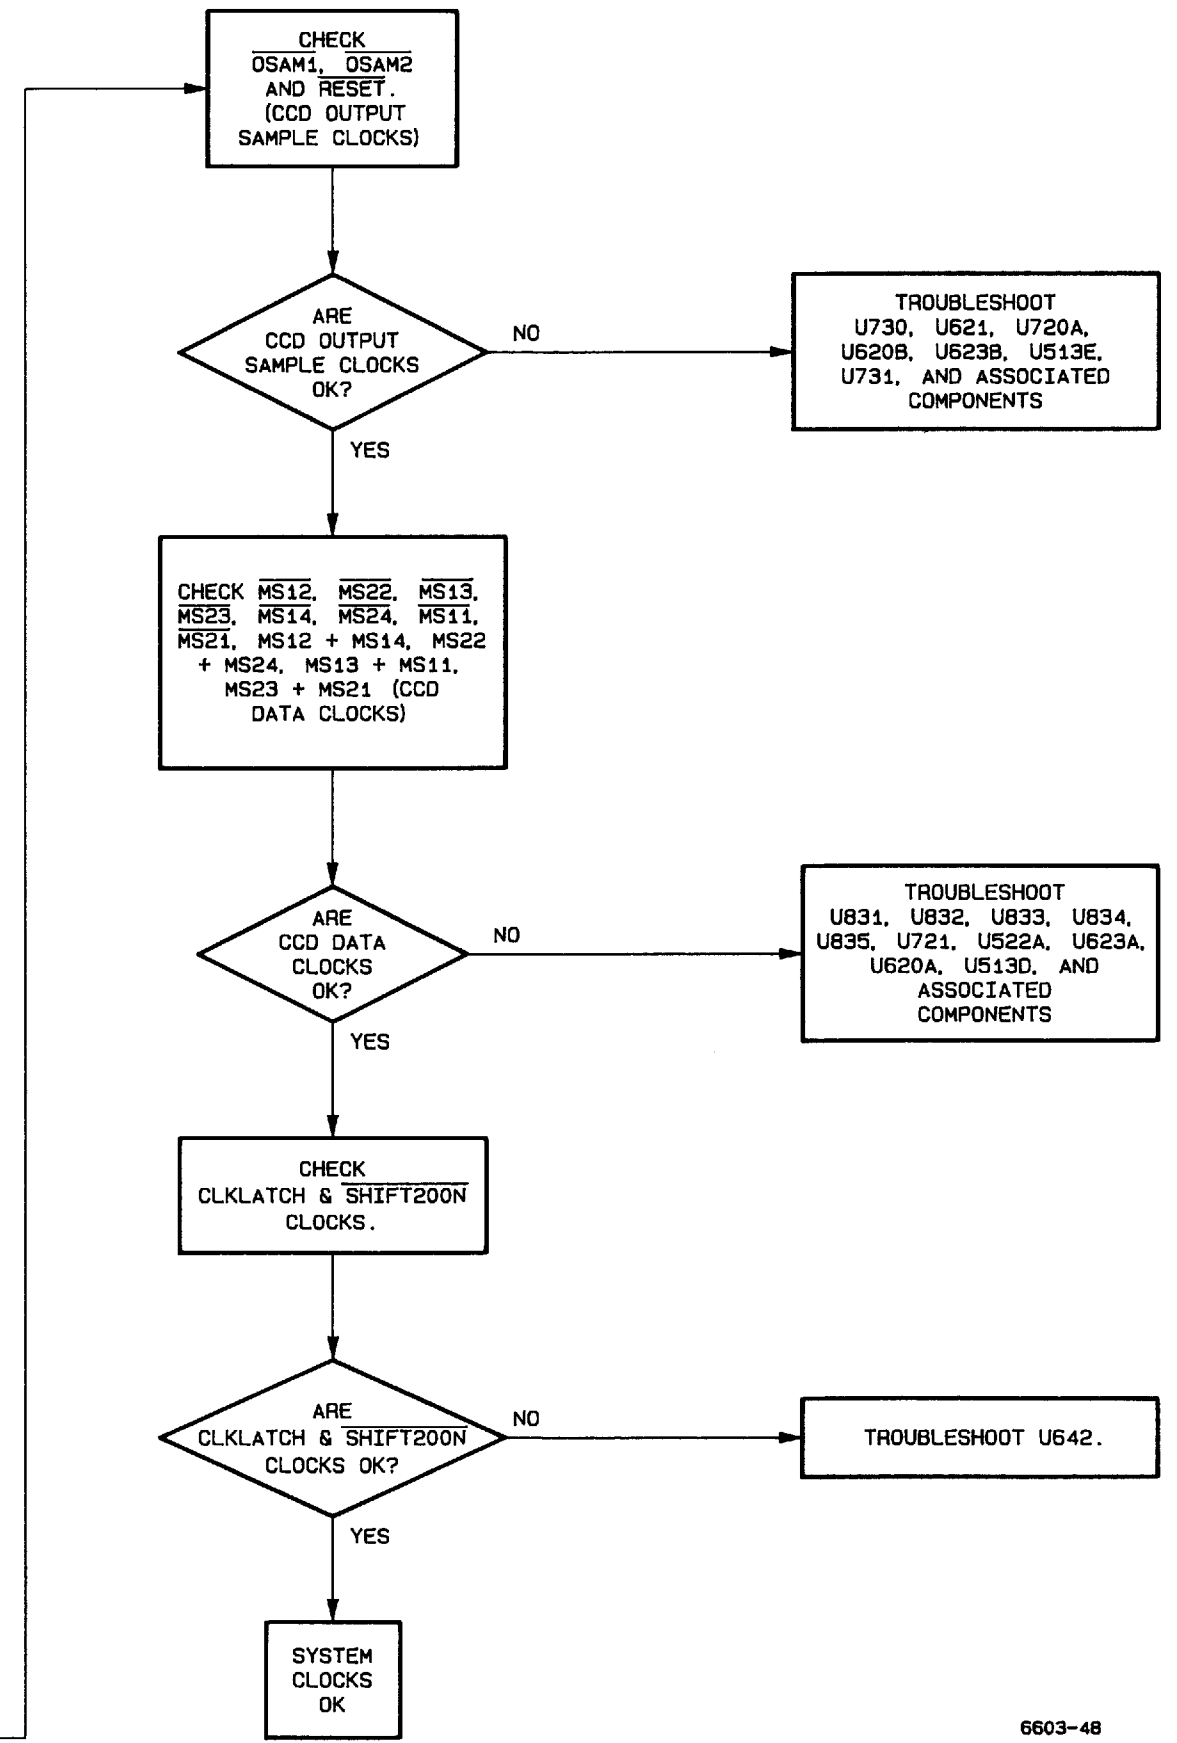 CHECK
OSAM1, OSAM2
AND RESET.
(CCD OUTPUT
SAMPLE CLOCKS)
ARE
CCD OUTPUT
SAMPLE CLOCKS
OK?
NO
TROUBLESHOOT
U730, U621, U720A,
U620B, U623B, U513E,
U731, AND ASSOCIATED
COMPONENTS
YES
CHECK MS12, MS22, MS13,
MS23, MS14, MS24, MS11,
MS21, MS12 + MS14, MS22
+ MS24, MS13 + MS11,
MS23 + MS21 (CCD
DATA CLOCKS)
ARE
CCD DATA
CLOCKS
OK?
NO
TROUBLESHOOT
U831, U832, U833, U834,
U835, U721, U522A, U623A,
U620A, U513D, AND
ASSOCIATED
COMPONENTS
YES
CHECK
CLKLATCH & SHIFT200N
CLOCKS.
ARE
CLKLATCH & SHIFT200N
CLOCKS OK?
NO
TROUBLESHOOT U642.
YES
SYSTEM
CLOCKS
OK
6603-48